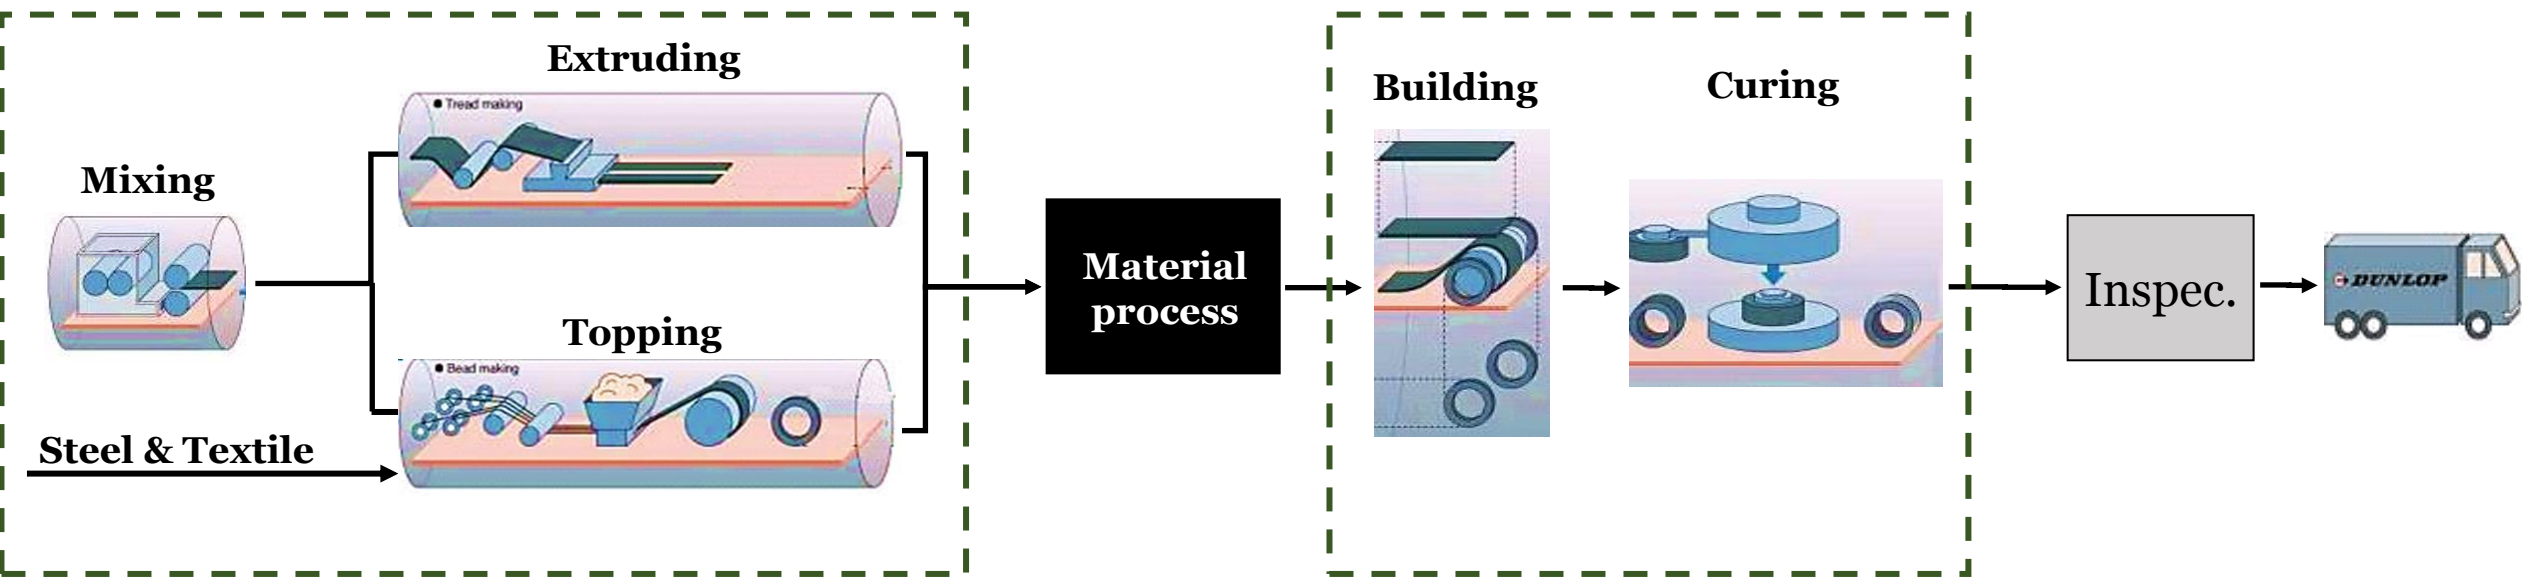 Extruding
● Tread making
Mixing
Topping
● Bead making
Steel & Textile
Material
process
Building
Curing
Inspec.
DUNLOP